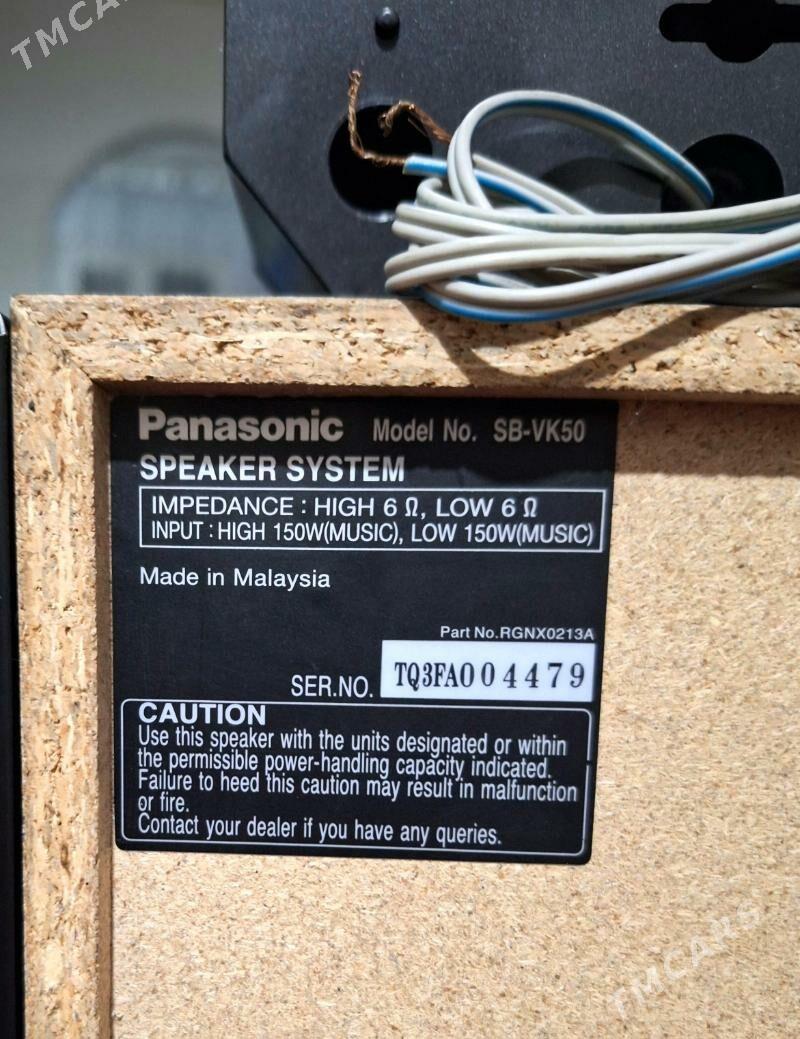 TMCARS
Panasonic Model No. SB-VK50
SPEAKER SYSTEM
IMPEDANCE : HIGH 6 Ω, LOW 6 Ω
INPUT : HIGH 150W(MUSIC), LOW 150W(MUSIC)
Made in Malaysia
Part No.RGNX0213A
SER.NO. TQ3FA004479
CAUTION
Use this speaker with the units designated or within
the permissible power-handling capacity indicated.
Failure to heed this caution may result in malfunction
or fire.
Contact your dealer if you have any queries.
TMCARS